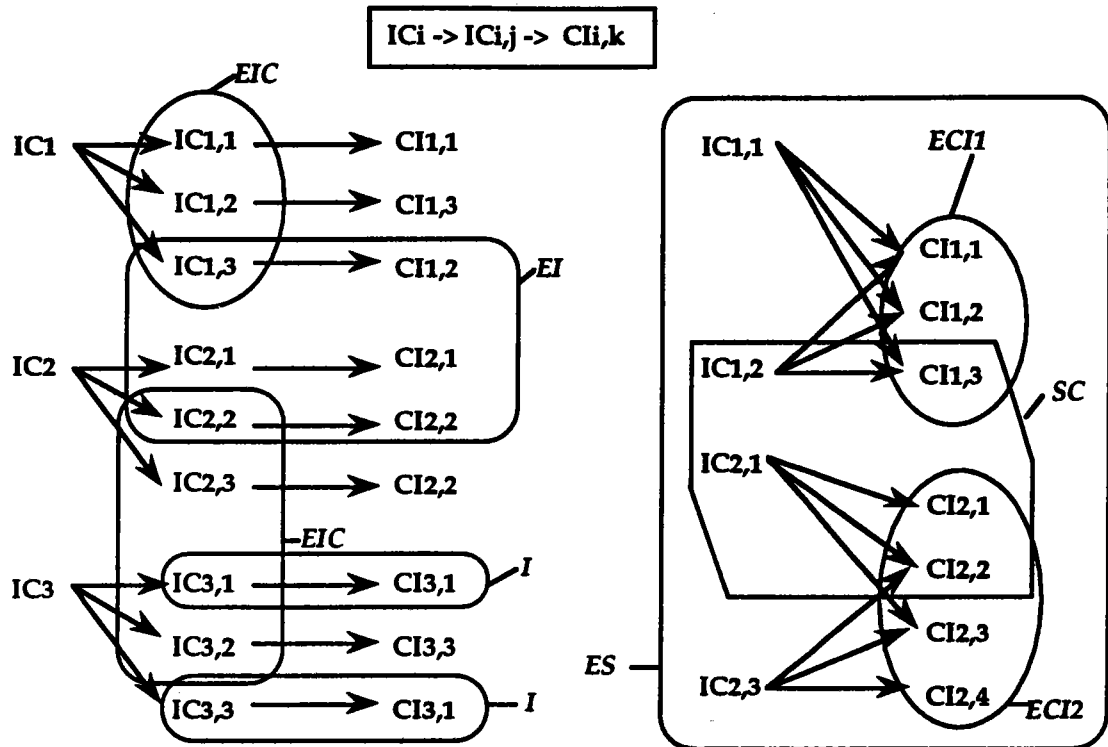 ICi -> ICi,j -> CIi,k
EIC
IC1
IC1,1
CI1,1
IC1,2
CI1,3
IC1,3
CI1,2
EI
IC2
IC2,1
CI2,1
IC2,2
CI2,2
IC2,3
CI2,2
EIC
IC3
IC3,1
CI3,1
I
IC3,2
CI3,3
IC3,3
CI3,1
I
IC1,1
ECI1
CI1,1
CI1,2
IC1,2
CI1,3
SC
IC2,1
CI2,1
CI2,2
CI2,3
ES
IC2,3
CI2,4
ECI2